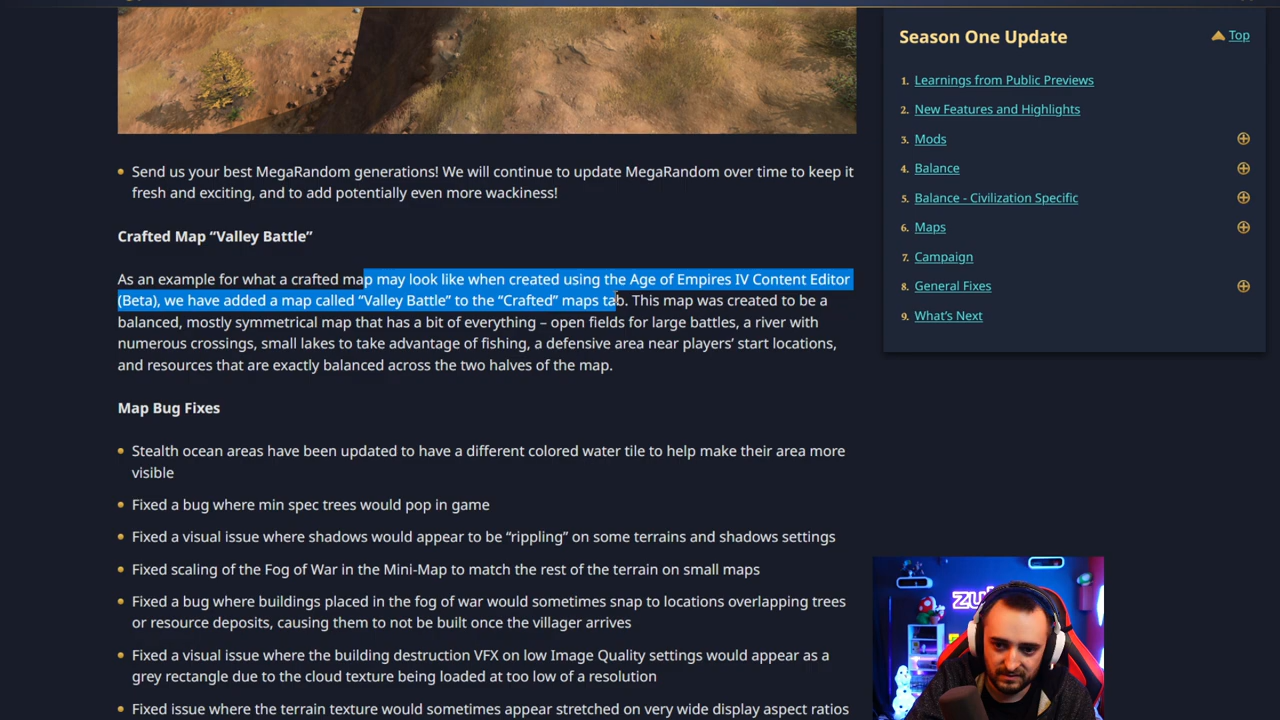 Season One Update
Top
1. Learnings from Public Previews
2. New Features and Highlights
3. Mods
4. Balance
5. Balance - Civilization Specific
6. Maps
7. Campaign
8. General Fixes
9. What's Next
• Send us your best MegaRandom generations! We will continue to update MegaRandom over time to keep it
fresh and exciting, and to add potentially even more wackiness!
Crafted Map “Valley Battle”
As an example for what a crafted map may look like when created using the Age of Empires IV Content Editor
(Beta), we have added a map called “Valley Battle” to the “Crafted” maps tab. This map was created to be a
balanced, mostly symmetrical map that has a bit of everything – open fields for large battles, a river with
numerous crossings, small lakes to take advantage of fishing, a defensive area near players’ start locations,
and resources that are exactly balanced across the two halves of the map.
Map Bug Fixes
• Stealth ocean areas have been updated to have a different colored water tile to help make their area more
visible
• Fixed a bug where min spec trees would pop in game
• Fixed a visual issue where shadows would appear to be “rippling” on some terrains and shadows settings
• Fixed scaling of the Fog of War in the Mini-Map to match the rest of the terrain on small maps
• Fixed a bug where buildings placed in the fog of war would sometimes snap to locations overlapping trees
or resource deposits, causing them to not be built once the villager arrives
• Fixed a visual issue where the building destruction VFX on low Image Quality settings would appear as a
grey rectangle due to the cloud texture being loaded at too low of a resolution
• Fixed issue where the terrain texture would sometimes appear stretched on very wide display aspect ratios